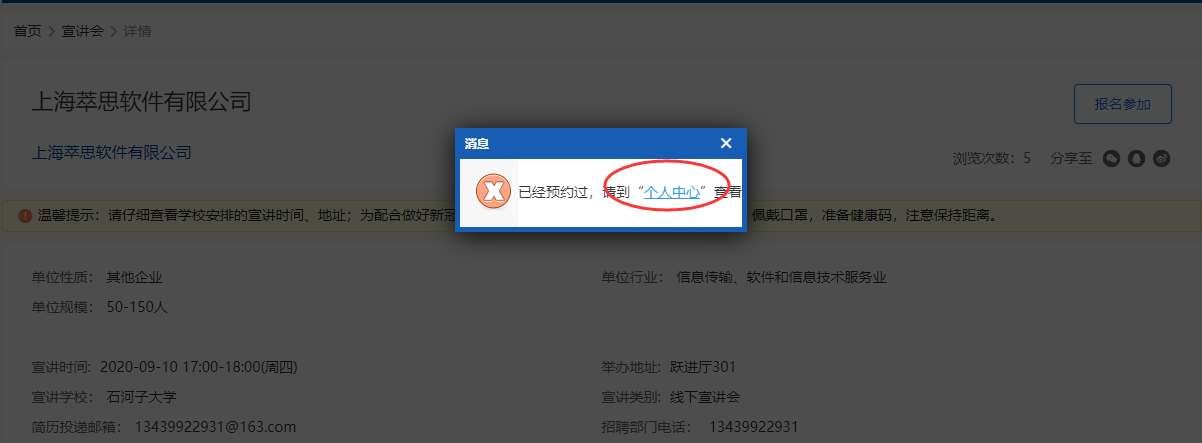 首页 > 宣讲会 > 详情
上海萃思软件有限公司
报名参加
上海萃思软件有限公司
浏览次数：5 分享至
消息
已经预约过，请到“个人中心”查看
温馨提示：请仔细查看学校安排的宣讲时间、地址；为配合做好新冠
佩戴口罩，准备健康码，注意保持距离。
单位性质： 其他企业
单位行业： 信息传输、软件和信息技术服务业
单位规模： 50-150人
宣讲时间: 2020-09-10 17:00-18:00(周四)
举办地址: 跃进厅301
宣讲学校： 石河子大学
宣讲类别: 线下宣讲会
简历投递邮箱： 13439922931@163.com
招聘部门电话： 13439922931